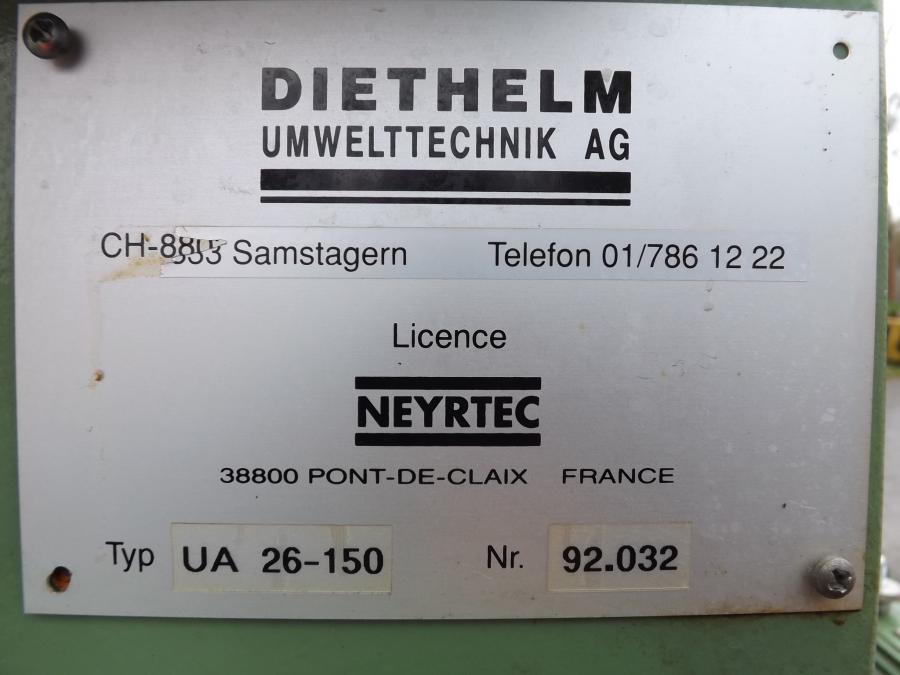 DIETHELM
UMWELTTECHNIK AG
Samstagern Telefon 01/786 12 22
Licence
NEYRTEC
38800 PONT-DE-CLAIX FRANCE
Typ UA 26-150 Nr. 92.032